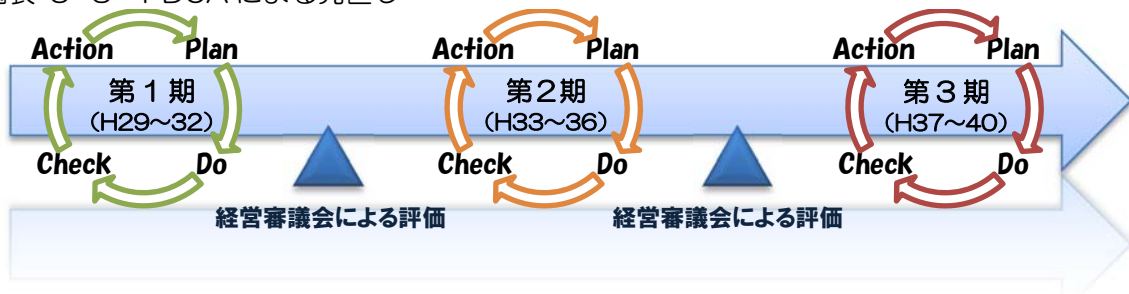 Action Plan
第1期
(H29~32)
Check Do
Action Plan
第2期
(H33~36)
Check Do
Action Plan
第3期
(H37~40)
Check Do
経営審議会による評価
経営審議会による評価